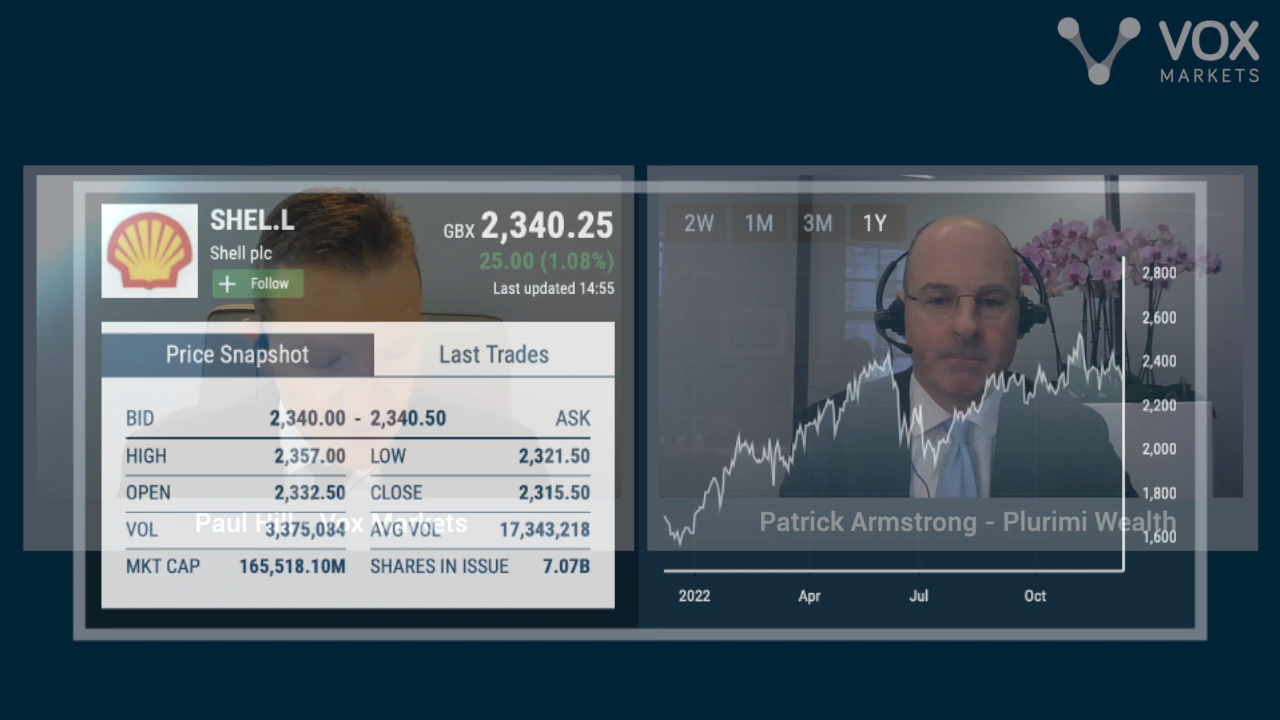 VOX
MARKETS
SHEL.L
Shell plc
+ Follow
GBX 2,340.25
25.00 (1.08%)
Last updated 14:55
Price Snapshot
Last Trades
BID 2,340.00 - 2,340.50 ASK
HIGH 2,357.00 LOW 2,321.50
OPEN 2,332.50 CLOSE 2,315.50
VOL 3,375,084 AVG VOL 17,343,218
MKT CAP 165,518.10M SHARES IN ISSUE 7.07B
Paul Hill - Vox Markets
2W 1M 3M 1Y
2,800
2,600
2,400
2,200
2,000
1,800
1,600
2022 Apr Jul Oct
Patrick Armstrong - Plurimi Wealth